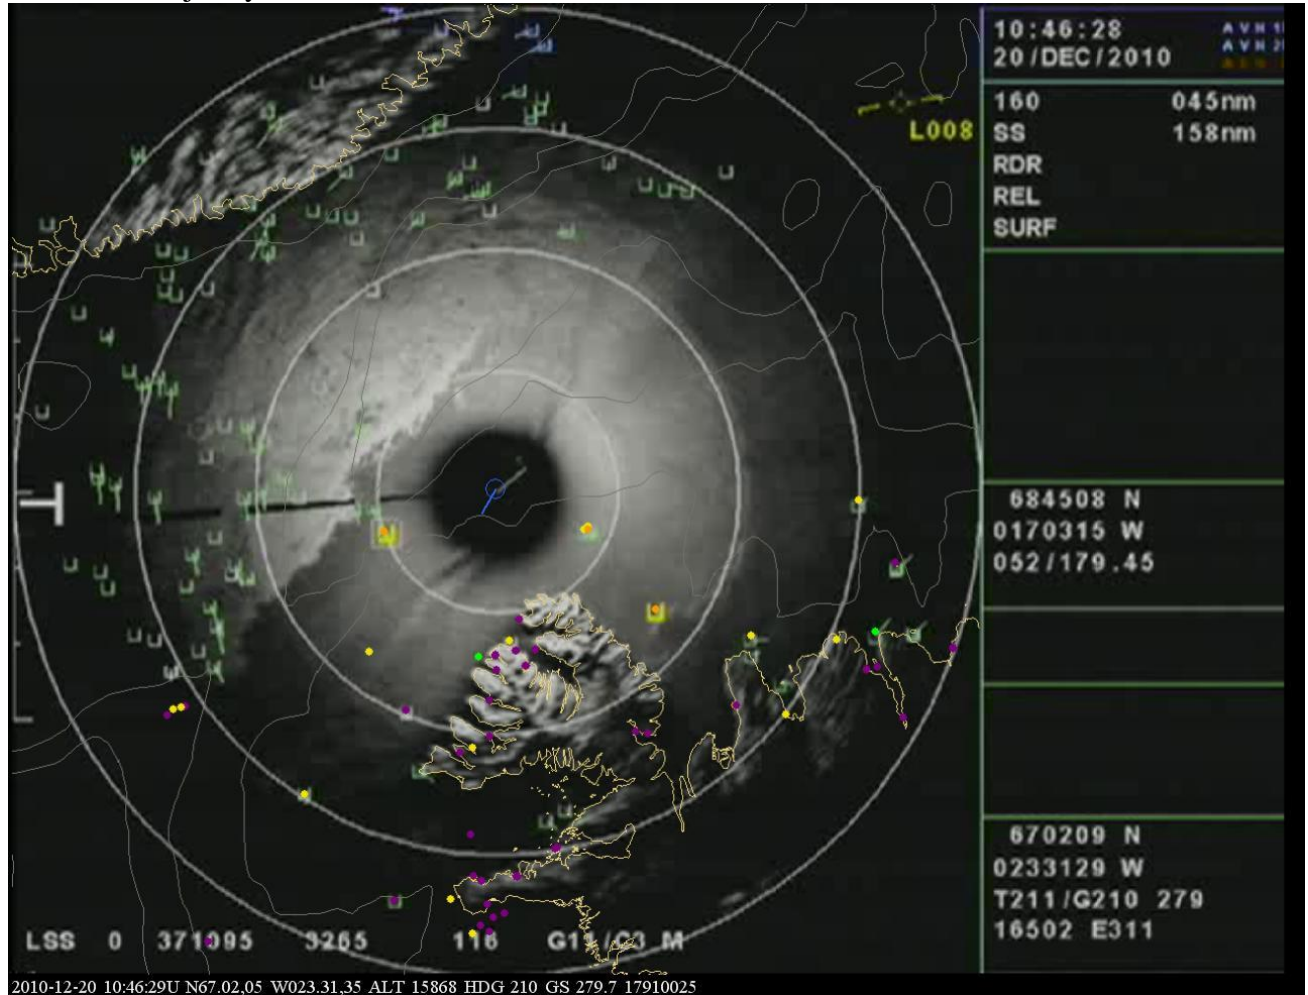 10:46:28
20/DEC/2010
A V N
A V N
160 045nm
SS 158nm
RDR
REL
SURF
L008
684508 N
0170315 W
052/179.45
670209 N
0233129 W
T211/G210 279
16502 E311
LSS 0 371095 3265 116 M
2010-12-20 10:46:29U N67.02,05 W023.31,35 ALT 15868 HDG 210 GS 279.7 17910025